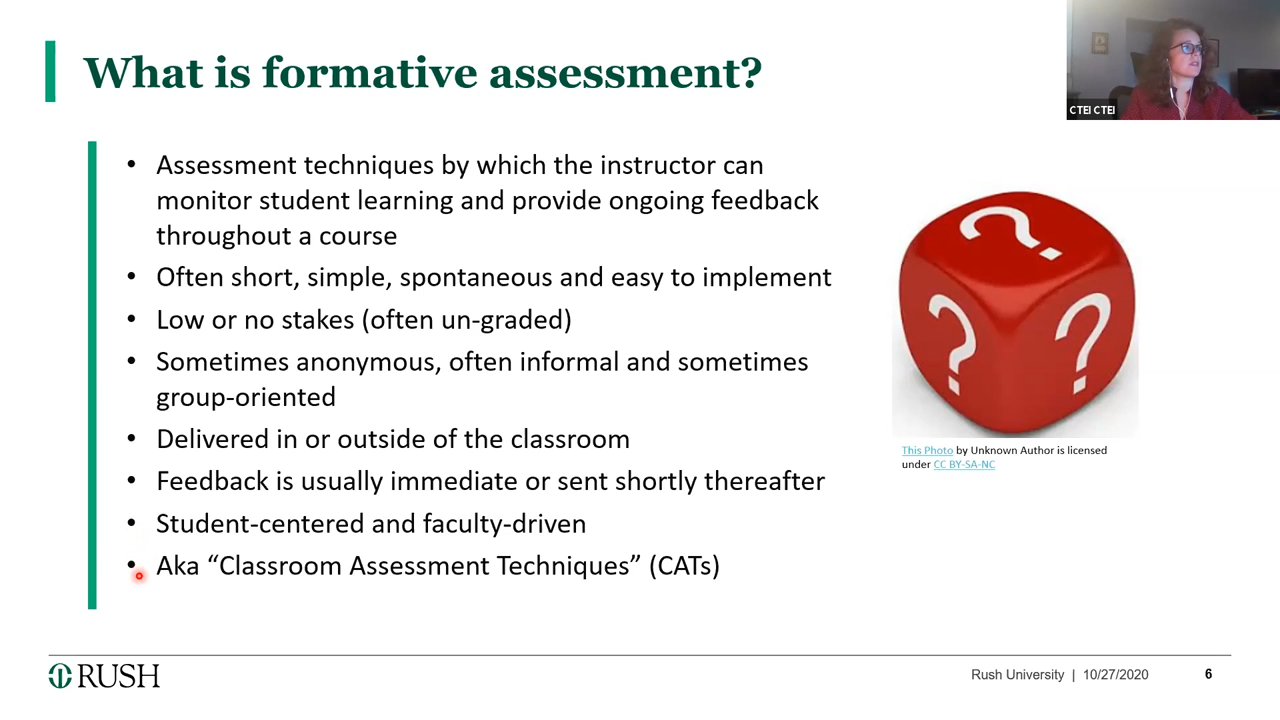 What is formative assessment?
CTEI CTEI
• Assessment techniques by which the instructor can
monitor student learning and provide ongoing feedback
throughout a course
• Often short, simple, spontaneous and easy to implement
• Low or no stakes (often un-graded)
• Sometimes anonymous, often informal and sometimes
group-oriented
• Delivered in or outside of the classroom
• Feedback is usually immediate or sent shortly thereafter
• Student-centered and faculty-driven
• Aka “Classroom Assessment Techniques” (CATs)
? ? ?
This Photo by Unknown Author is licensed
under CC BY-SA-NC
RUSH
Rush University | 10/27/2020 6